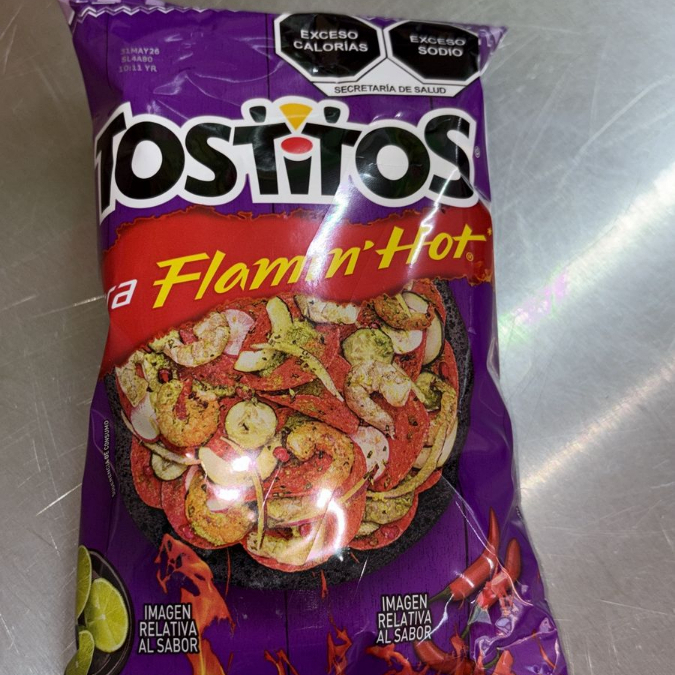 EXCESO
CALORÍAS
EXCESO
SODIO
SECRETARÍA DE SALUD
31MAY26
10:11 YR
TOSTITOS
ra Flamin' Hot
IMAGEN
RELATIVA
AL SABOR
IMAGEN
RELATIVA
AL SABOR